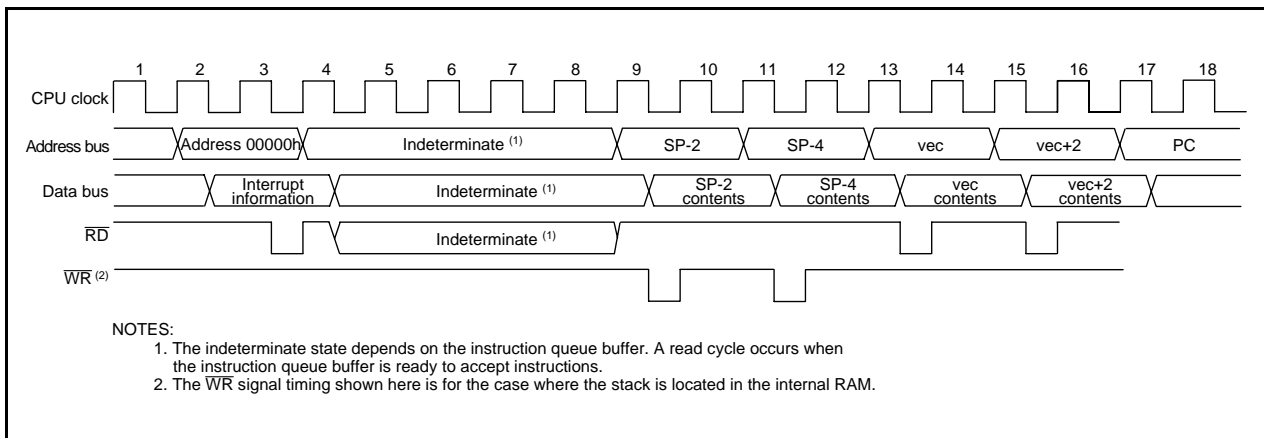 1 2 3 4 5 6 7 8 9 10 11 12 13 14 15 16 17 18
CPU clock
Address bus Address 00000h Indeterminate (1) SP-2 SP-4 vec vec+2 PC
Data bus Interrupt information Indeterminate (1) SP-2 contents SP-4 contents vec contents vec+2 contents
RD Indeterminate (1)
WR (2)
NOTES:
1. The indeterminate state depends on the instruction queue buffer. A read cycle occurs when
the instruction queue buffer is ready to accept instructions.
2. The WR signal timing shown here is for the case where the stack is located in the internal RAM.